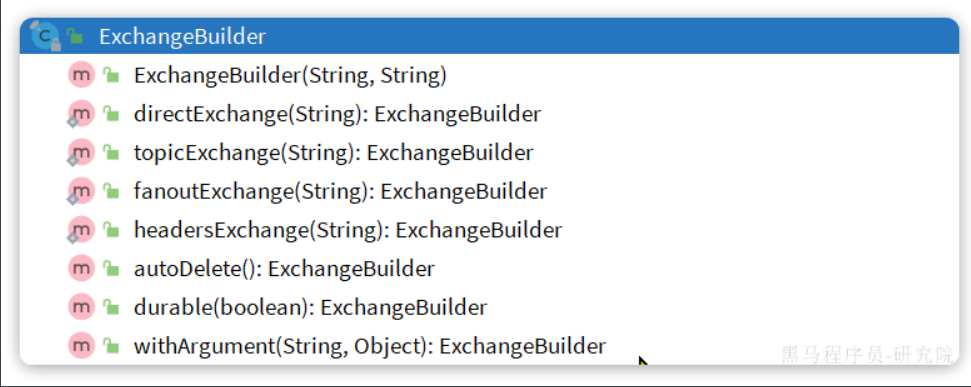 ExchangeBuilder
ExchangeBuilder(String, String)
directExchange(String): ExchangeBuilder
topicExchange(String): ExchangeBuilder
fanoutExchange(String): ExchangeBuilder
headersExchange(String): ExchangeBuilder
autoDelete(): ExchangeBuilder
durable(boolean): ExchangeBuilder
withArgument(String, Object): ExchangeBuilder
黑马程序员-研究院